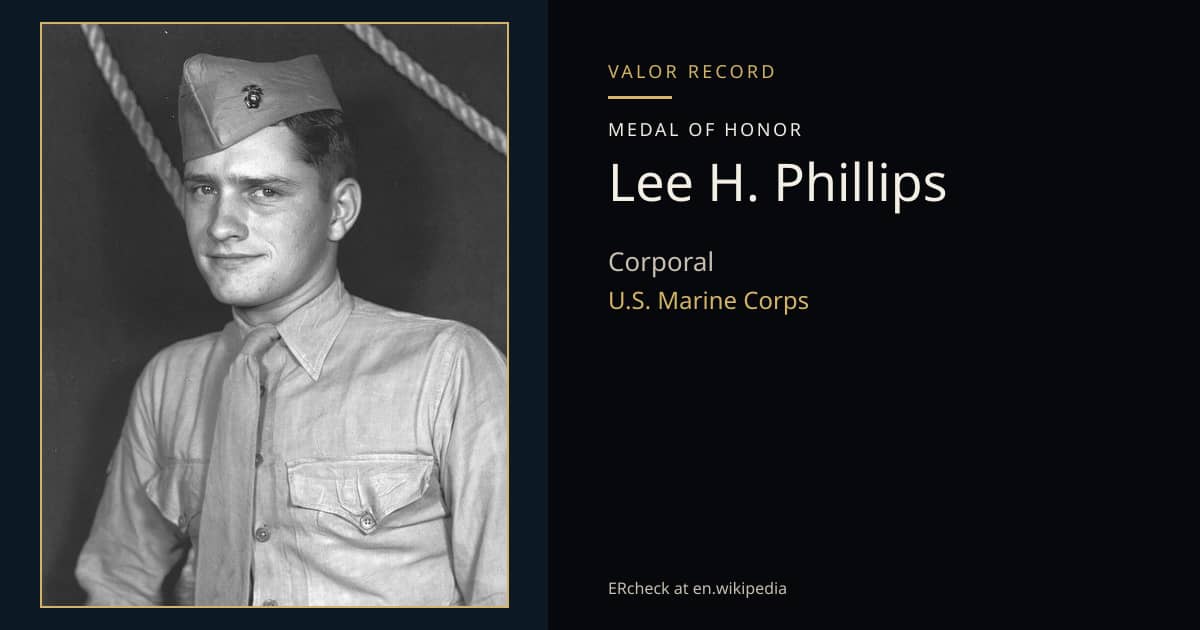 VALOR RECORD
MEDAL OF HONOR
Lee H. Phillips
Corporal
U.S. Marine Corps
ERcheck at en.wikipedia